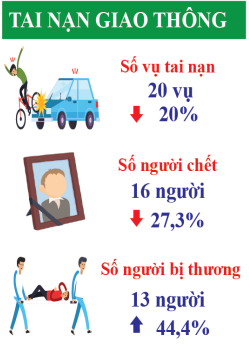 TAI NẠN GIAO THÔNG
Số vụ tai nạn
20 vụ
20%
Số người chết
16 người
27,3%
Số người bị thương
13 người
44,4%